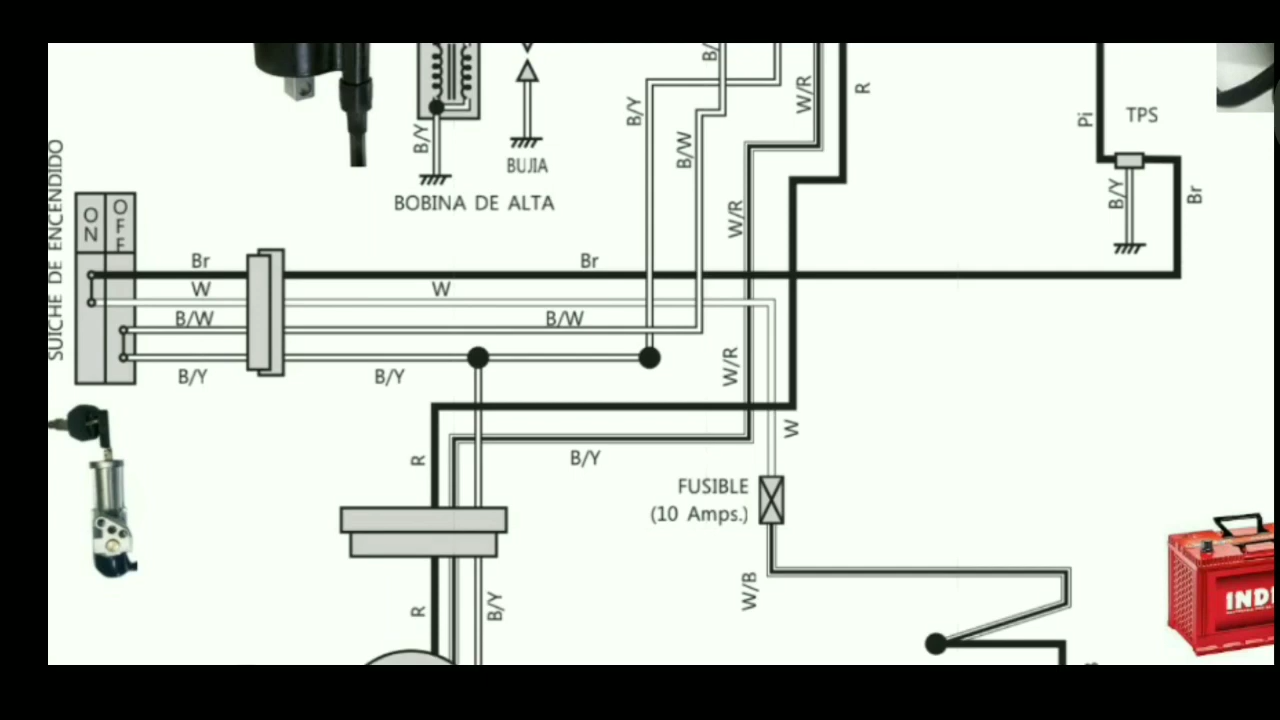 B/Y
BUJIA
BOBINA DE ALTA
B/Y
B/W
W/R
R
Pi
TPS
B/Y
Br
W/R
SUICHE DE ENCENDIDO
ON
OFF
Br
Br
W
W
B/W
B/W
B/Y
B/Y
W/R
W
R
B/Y
FUSIBLE
(10 Amps.)
W/B
R
B/Y